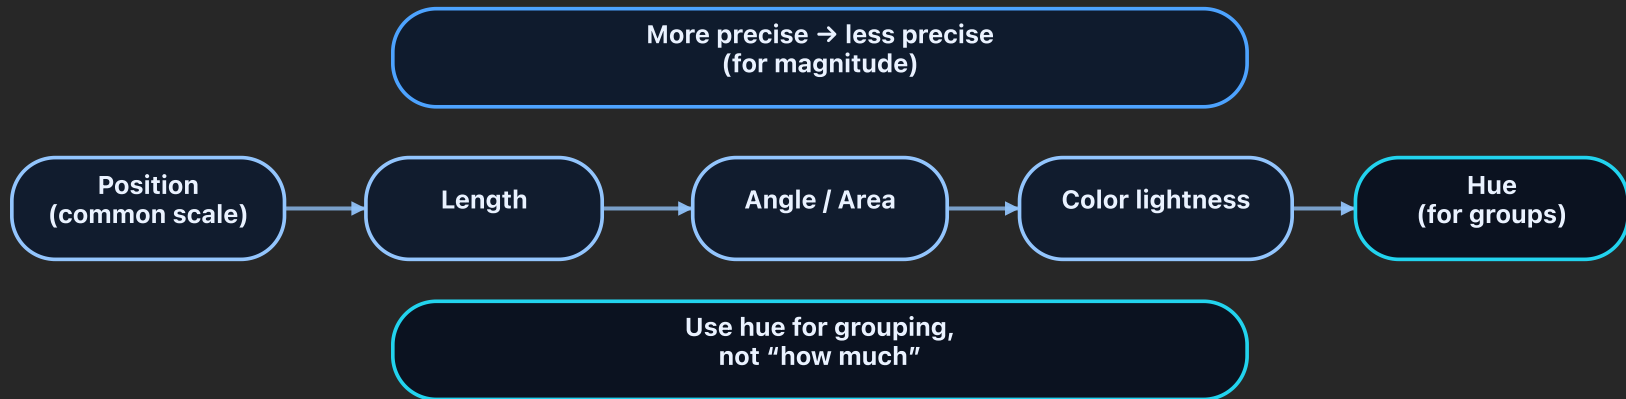 More precise → less precise
(for magnitude)
Position
(common scale)
Length
Angle / Area
Color lightness
Hue
(for groups)
Use hue for grouping,
not “how much”